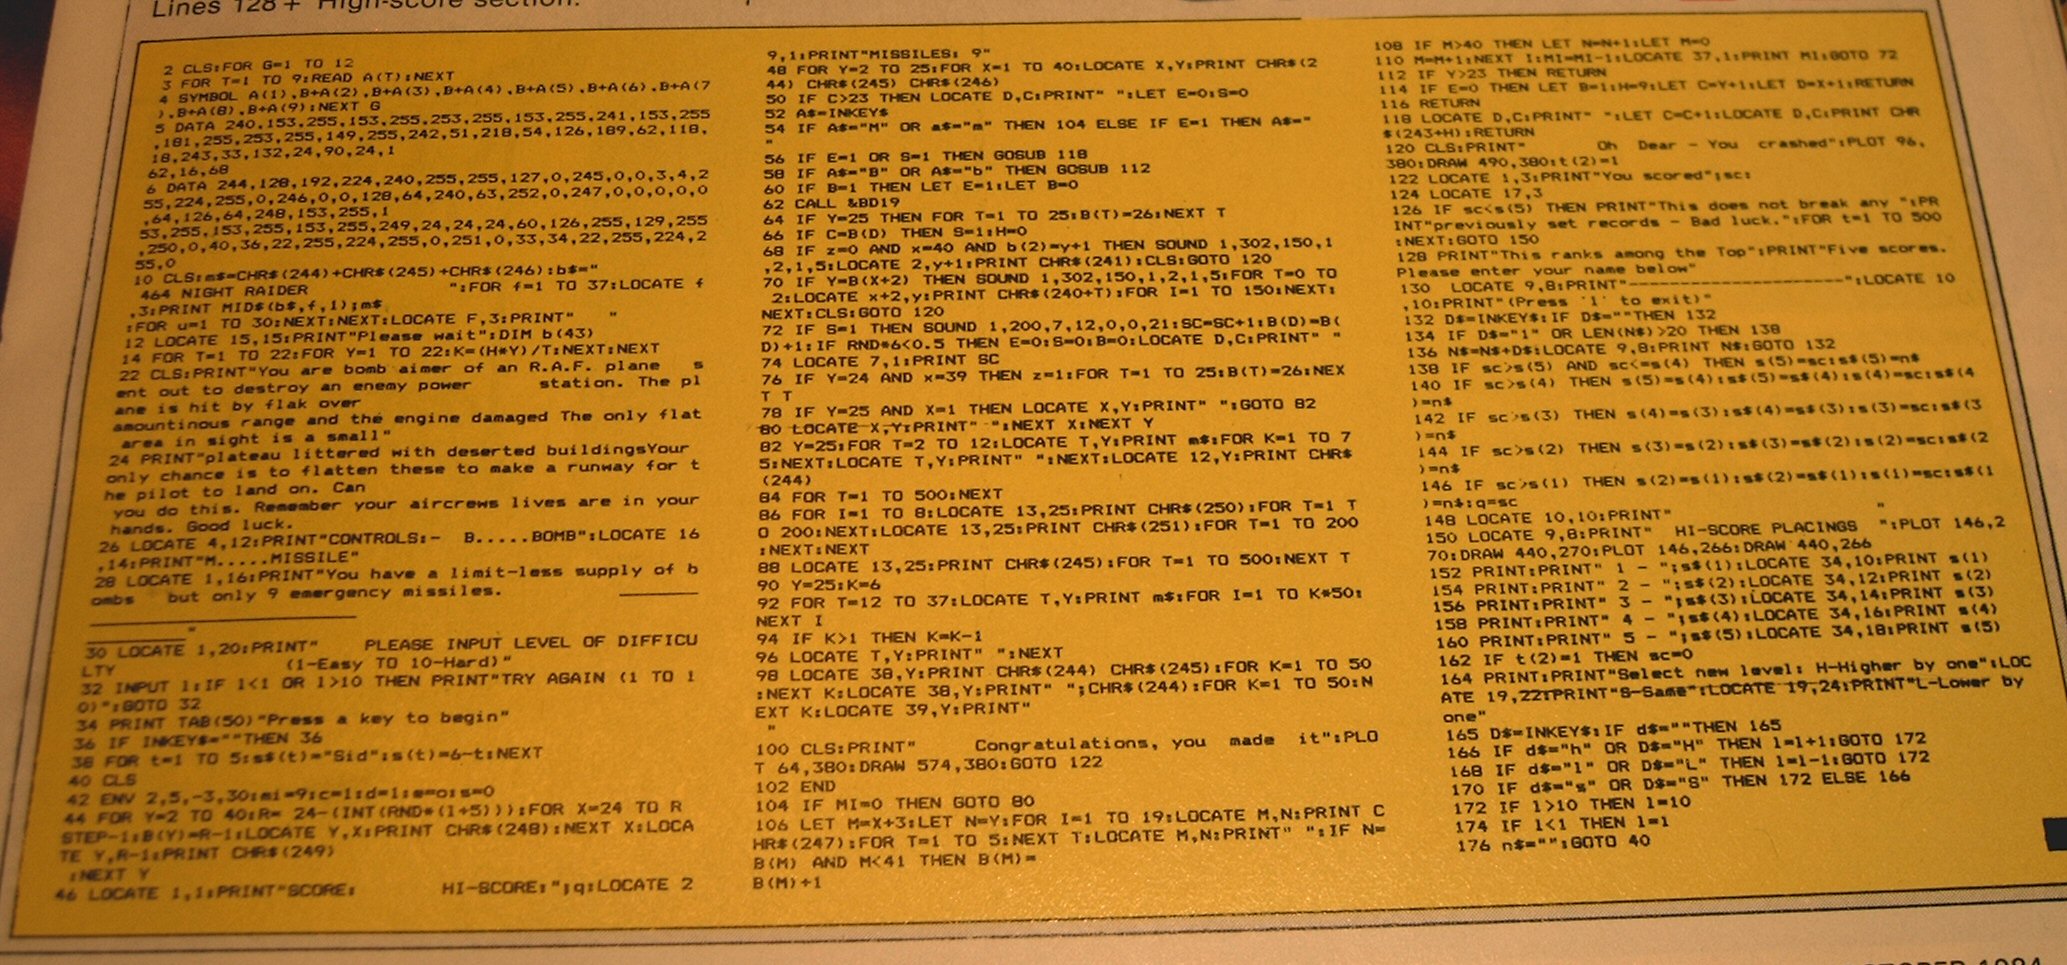 Lines 128+ High-score section.
2 CLS:FOR G=1 TO 12
3 FOR T=1 TO 9:READ A(T):NEXT
4 SYMBOL A(1),B+A(2),B+A(3),B+A(4),B+A(5),B+A(6),B+A(7
),B+A(8),B+A(9):NEXT G
5 DATA 240,153,255,153,255,253,255,153,255,241,153,255
,181,255,253,255,149,255,242,51,218,54,126,189,62,118,
18,243,33,132,24,90,24,1
62,16,68
6 DATA 244,128,192,224,240,255,255,127,0,245,0,0,3,4,2
55,224,255,0,246,0,0,128,64,240,63,252,0,247,0,0,0,0,0
,64,126,64,248,153,255,1
53,255,153,255,153,255,249,24,24,24,60,126,255,129,255
,250,0,40,36,22,255,224,255,0,251,0,33,34,22,255,224,2
55,0
10 CLS:m$=CHR$(244)+CHR$(245)+CHR$(246):b$="
464 NIGHT RAIDER ":FOR f=1 TO 37:LOCATE f
,3:PRINT MID$(b$,f,1);m$
:FOR u=1 TO 30:NEXT:NEXT:LOCATE F,3:PRINT" "
12 LOCATE 15,15:PRINT"Please wait":DIM b(43)
14 FOR T=1 TO 22:FOR Y=1 TO 22:K=(H*Y)/T:NEXT:NEXT
22 CLS:PRINT"You are bomb aimer of an R.A.F. plane s
ent out to destroy an enemy power station. The pl
ane is hit by flak over
amountinous range and the engine damaged The only flat
area in sight is a small"
24 PRINT"plateau littered with deserted buildingsYour
only chance is to flatten these to make a runway for t
he pilot to land on. Can
you do this. Remember your aircrews lives are in your
hands. Good luck.
26 LOCATE 4,12:PRINT"CONTROLS:- B.....BOMB":LOCATE 16
,14:PRINT"M.....MISSILE"
28 LOCATE 1,16:PRINT"You have a limit-less supply of b
ombs but only 9 emergency missiles.
"
30 LOCATE 1,20:PRINT" PLEASE INPUT LEVEL OF DIFFICU
LTY (1-Easy TO 10-Hard)"
32 INPUT l:IF l<1 OR l>10 THEN PRINT"TRY AGAIN (1 TO 1
0)":GOTO 32
34 PRINT TAB(50)"Press a key to begin"
36 IF INKEY$=""THEN 36
38 FOR t=1 TO 5:s$(t)="Sid":s(t)=6-t:NEXT
40 CLS
42 ENV 2,5,-3,30:mi=9:c=1:d=1:e=o:s=0
44 FOR Y=2 TO 40:R= 24-(INT(RND*(l+5))):FOR X=24 TO R
STEP-1:B(Y)=R-1:LOCATE Y,X:PRINT CHR$(248):NEXT X:LOCA
TE Y,R-1:PRINT CHR$(249)
:NEXT Y
46 LOCATE 1,1:PRINT"SCORE: HI-SCORE:";q:LOCATE 2
9,1:PRINT"MISSILES: 9"
48 FOR Y=2 TO 25:FOR X=1 TO 40:LOCATE X,Y:PRINT CHR$(2
44) CHR$(245) CHR$(246)
50 IF C>23 THEN LOCATE D,C:PRINT" ":LET E=0:S=0
52 A$=INKEY$
54 IF A$="M" OR a$="m" THEN 104 ELSE IF E=1 THEN A$="
"
56 IF E=1 OR S=1 THEN GOSUB 118
58 IF A$="B" OR A$="b" THEN GOSUB 112
60 IF B=1 THEN LET E=1:LET B=0
62 CALL &BD19
64 IF Y=25 THEN FOR T=1 TO 25:B(T)=26:NEXT T
66 IF C=B(D) THEN S=1:H=0
68 IF z=0 AND x=40 AND b(2)=y+1 THEN SOUND 1,302,150,1
,2,1,5:LOCATE 2,y+1:PRINT CHR$(241):CLS:GOTO 120
70 IF Y=B(X+2) THEN SOUND 1,302,150,1,2,1,5:FOR T=0 TO
2:LOCATE x+2,y:PRINT CHR$(240+T):FOR I=1 TO 150:NEXT:
NEXT:CLS:GOTO 120
72 IF S=1 THEN SOUND 1,200,7,12,0,0,21:SC=SC+1:B(D)=B(
D)+1:IF RND*6<0.5 THEN E=0:S=0:B=0:LOCATE D,C:PRINT" "
74 LOCATE 7,1:PRINT SC
76 IF Y=24 AND x=39 THEN z=1:FOR T=1 TO 25:B(T)=26:NEX
T T
78 IF Y=25 AND X=1 THEN LOCATE X,Y:PRINT" ":GOTO 82
80 LOCATE X,Y:PRINT" ":NEXT X:NEXT Y
82 Y=25:FOR T=2 TO 12:LOCATE T,Y:PRINT m$:FOR K=1 TO 7
5:NEXT:LOCATE T,Y:PRINT" ":NEXT:LOCATE 12,Y:PRINT CHR$
(244)
84 FOR T=1 TO 500:NEXT
86 FOR I=1 TO 8:LOCATE 13,25:PRINT CHR$(250):FOR T=1 T
O 200:NEXT:LOCATE 13,25:PRINT CHR$(251):FOR T=1 TO 200
:NEXT:NEXT
88 LOCATE 13,25:PRINT CHR$(245):FOR T=1 TO 500:NEXT T
90 Y=25:K=6
92 FOR T=12 TO 37:LOCATE T,Y:PRINT m$:FOR I=1 TO K*50:
NEXT I
94 IF K>1 THEN K=K-1
96 LOCATE T,Y:PRINT" ":NEXT
98 LOCATE 38,Y:PRINT CHR$(244) CHR$(245):FOR K=1 TO 50
:NEXT K:LOCATE 38,Y:PRINT" ";CHR$(244):FOR K=1 TO 50:N
EXT K:LOCATE 39,Y:PRINT"
"
100 CLS:PRINT" Congratulations, you made it":PLO
T 64,380:DRAW 574,380:GOTO 122
102 END
104 IF MI=0 THEN GOTO 80
106 LET M=X+3:LET N=Y:FOR I=1 TO 19:LOCATE M,N:PRINT C
HR$(247):FOR T=1 TO 5:NEXT T:LOCATE M,N:PRINT" ":IF N=
B(M) AND M<41 THEN B(M)=
B(M)+1
108 IF M>40 THEN LET N=N+1:LET M=0
110 M=M+1:NEXT I:MI=MI-1:LOCATE 37,1:PRINT MI:GOTO 72
112 IF Y>23 THEN RETURN
114 IF E=0 THEN LET B=1:H=9:LET C=Y+1:LET D=X+1:RETURN
116 RETURN
118 LOCATE D,C:PRINT" ":LET C=C+1:LOCATE D,C:PRINT CHR
$(243+H):RETURN
120 CLS:PRINT" Oh Dear - You crashed":PLOT 96,
380:DRAW 490,380:t(2)=1
122 LOCATE 1,3:PRINT"You scored";sc:
124 LOCATE 17,3
126 IF sc<s(5) THEN PRINT"This does not break any ":PR
INT"previously set records - Bad luck.":FOR t=1 TO 500
:NEXT:GOTO 150
128 PRINT"This ranks among the Top":PRINT"Five scores.
Please enter your name below"
130 LOCATE 9,8:PRINT"--------------------":LOCATE 10
,10:PRINT"(Press '1' to exit)"
132 D$=INKEY$:IF D$=""THEN 132
134 IF D$="1" OR LEN(N$)>20 THEN 138
136 N$=N$+D$:LOCATE 9,8:PRINT N$:GOTO 132
138 IF sc>s(5) AND sc<=s(4) THEN s(5)=sc:s$(5)=n$
140 IF sc>s(4) THEN s(5)=s(4):s$(5)=s$(4):s(4)=sc:s$(4
)=n$
142 IF sc>s(3) THEN s(4)=s(3):s$(4)=s$(3):s(3)=sc:s$(3
)=n$
144 IF sc>s(2) THEN s(3)=s(2):s$(3)=s$(2):s(2)=sc:s$(2
)=n$
146 IF sc>s(1) THEN s(2)=s(1):s$(2)=s$(1):s(1)=sc:s$(1
)=n$:q=sc
148 LOCATE 10,10:PRINT" "
150 LOCATE 9,8:PRINT" HI-SCORE PLACINGS ":PLOT 146,2
70:DRAW 440,270:PLOT 146,266:DRAW 440,266
152 PRINT:PRINT" 1 - ";s$(1):LOCATE 34,10:PRINT s(1)
154 PRINT:PRINT" 2 - ";s$(2):LOCATE 34,12:PRINT s(2)
156 PRINT:PRINT" 3 - ";s$(3):LOCATE 34,14:PRINT s(3)
158 PRINT:PRINT" 4 - ";s$(4):LOCATE 34,16:PRINT s(4)
160 PRINT:PRINT" 5 - ";s$(5):LOCATE 34,18:PRINT s(5)
162 IF t(2)=1 THEN sc=0
164 PRINT:PRINT"Select new level: H-Higher by one":LOC
ATE 19,22:PRINT"S-Same":LOCATE 19,24:PRINT"L-Lower by
one"
165 D$=INKEY$:IF d$=""THEN 165
166 IF d$="h" OR D$="H" THEN l=l+1:GOTO 172
168 IF d$="l" OR D$="L" THEN l=l-1:GOTO 172
170 IF d$="s" OR D$="S" THEN 172 ELSE 166
172 IF l>10 THEN l=10
174 IF l<1 THEN l=1
176 n$="":GOTO 40